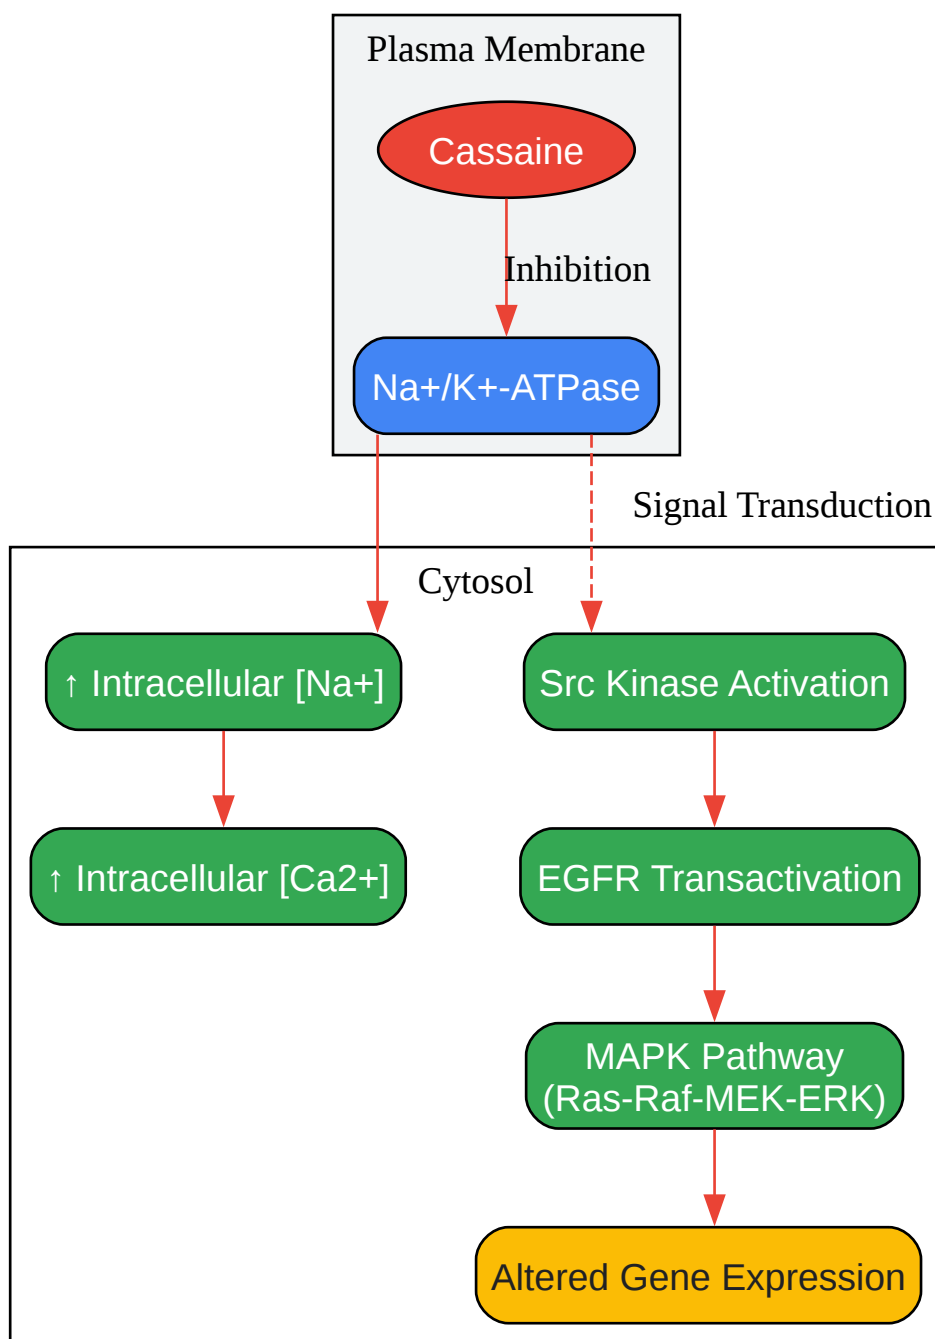 Plasma Membrane
Cassaine
Inhibition
Na+/K+-ATPase
Signal Transduction
Cytosol
↑ Intracellular [Na+]
Src Kinase Activation
↑ Intracellular [Ca2+]
EGFR Transactivation
MAPK Pathway
(Ras-Raf-MEK-ERK)
Altered Gene Expression